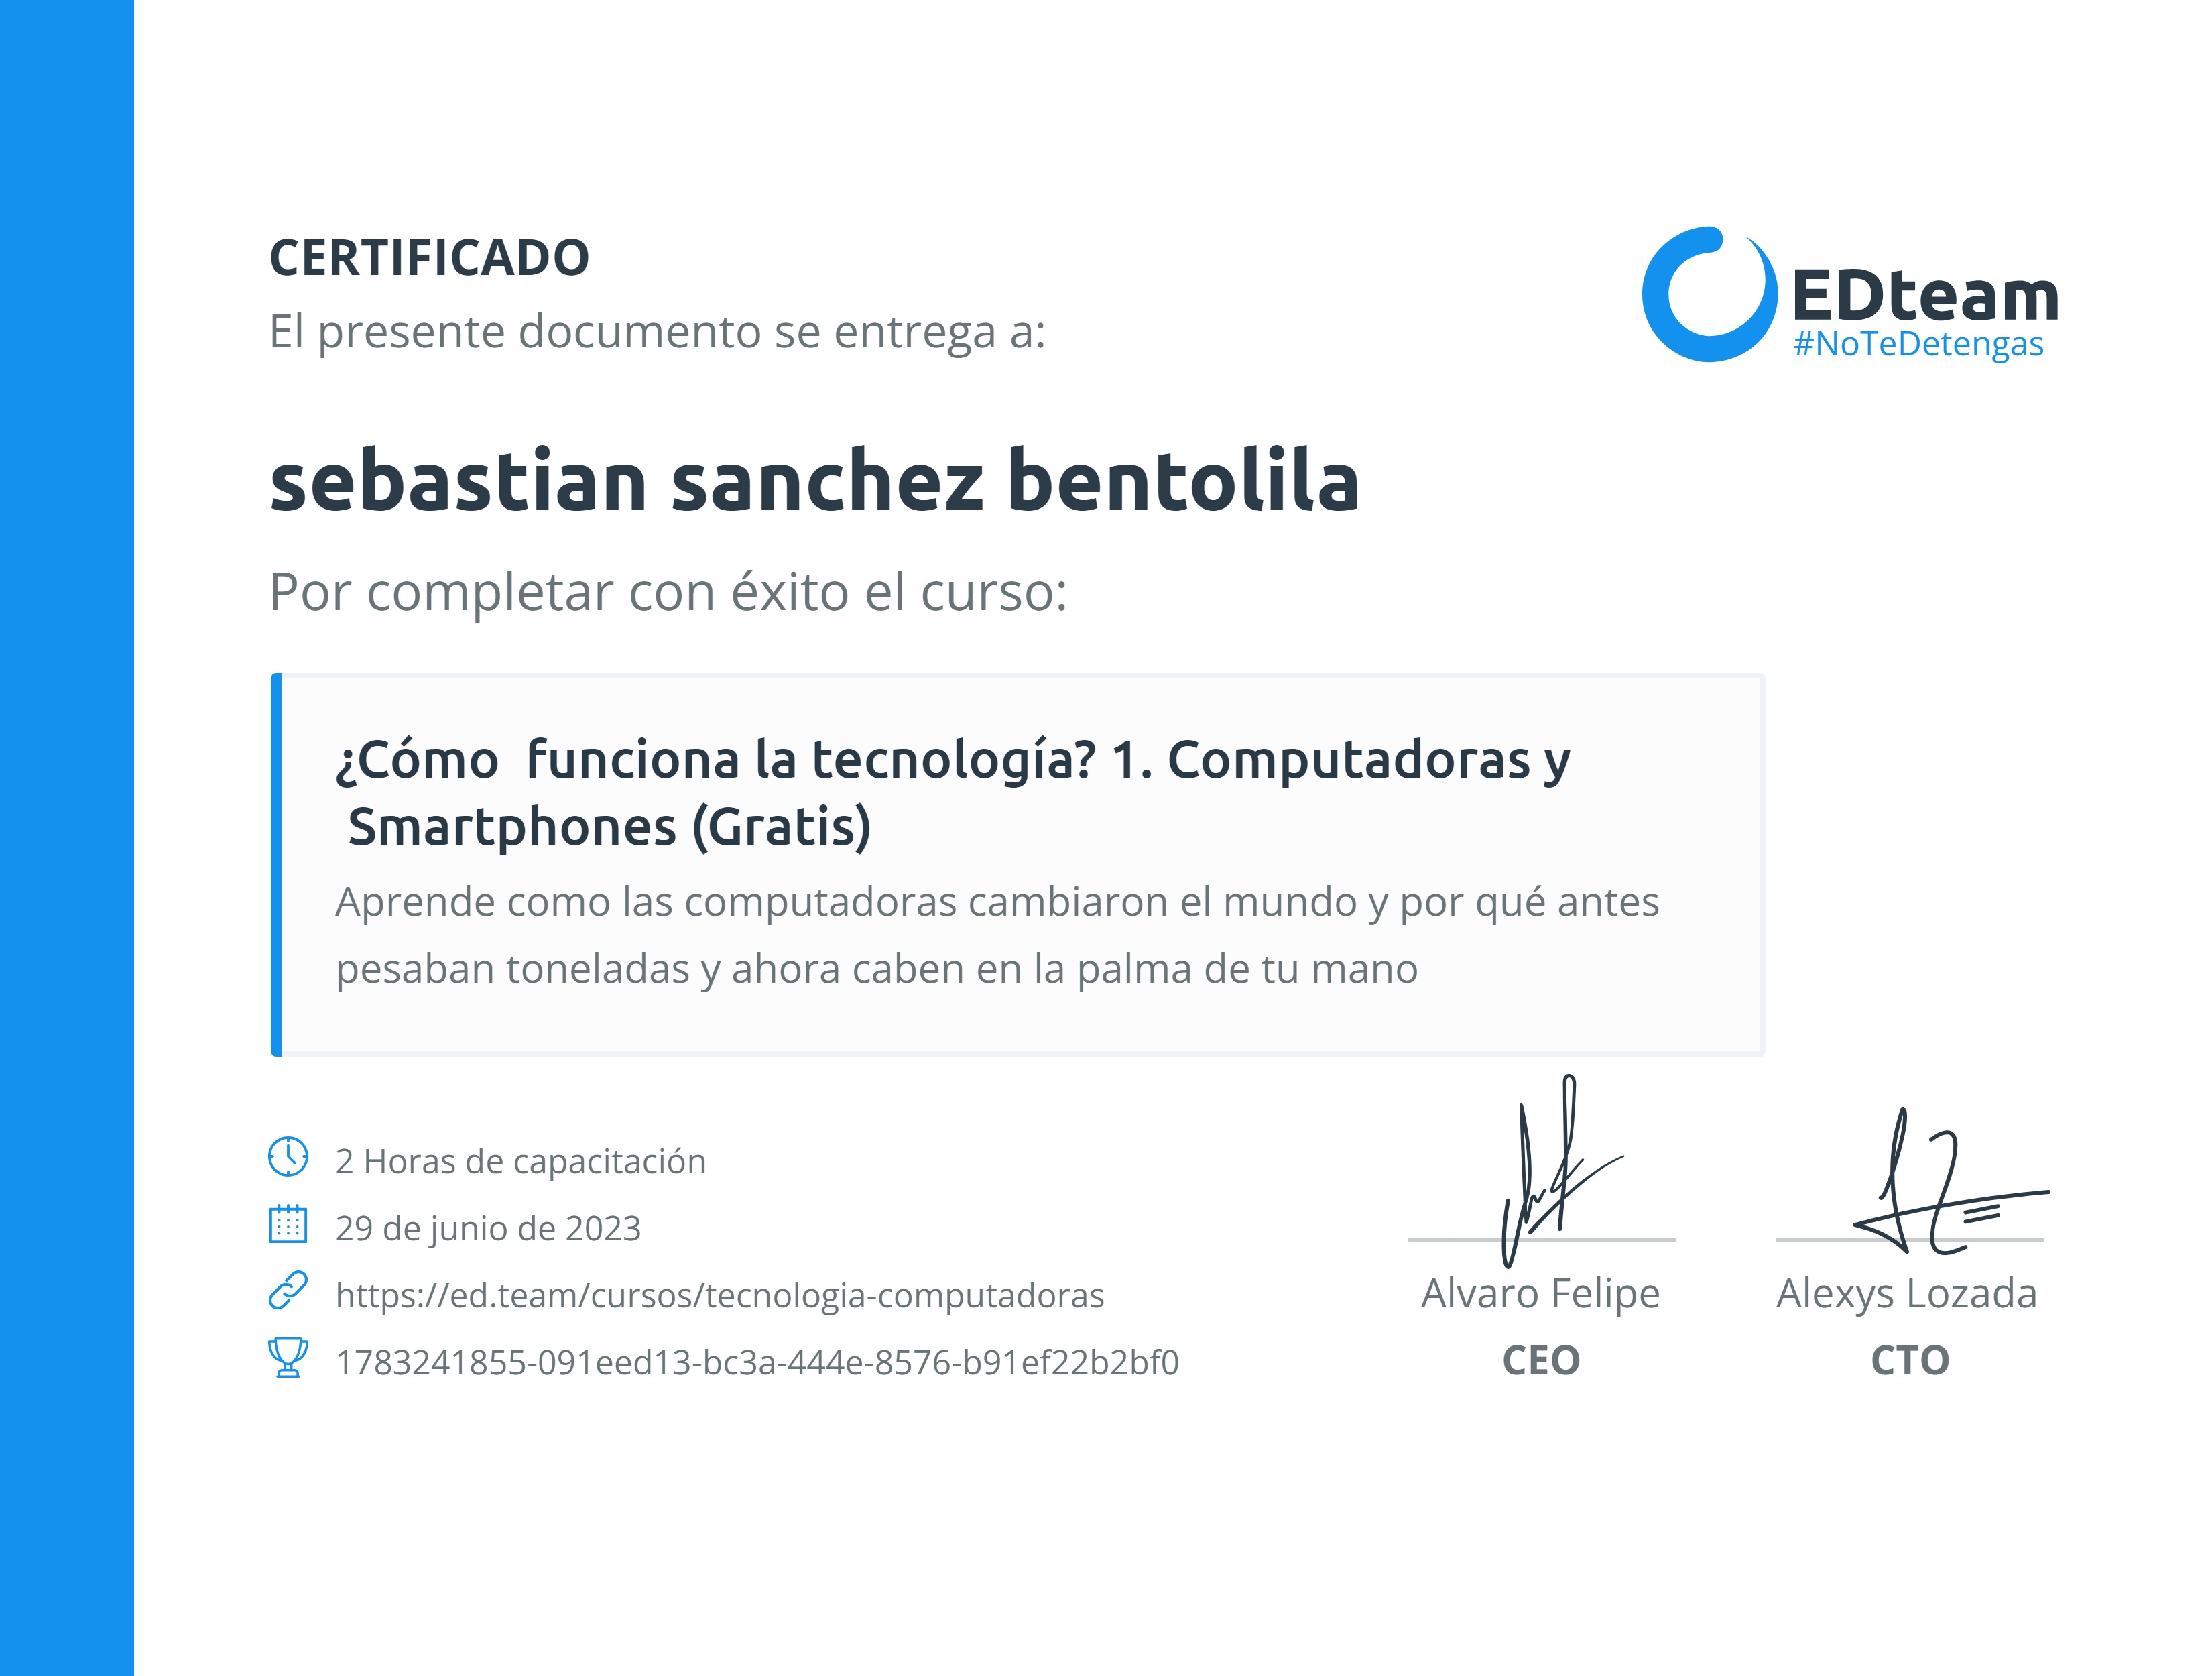 CERTIFICADO
El presente documento se entrega a:
EDteam
#NoTeDetengas
sebastian sanchez bentolila
Por completar con éxito el curso:
¿Cómo  funciona la tecnología? 1. Computadoras y
Smartphones (Gratis)
Aprende como las computadoras cambiaron el mundo y por qué antes
pesaban toneladas y ahora caben en la palma de tu mano
2 Horas de capacitación
29 de junio de 2023
https://ed.team/cursos/tecnologia-computadoras
1783241855-091eed13-bc3a-444e-8576-b91ef22b2bf0
Alvaro Felipe
CEO
Alexys Lozada
CTO